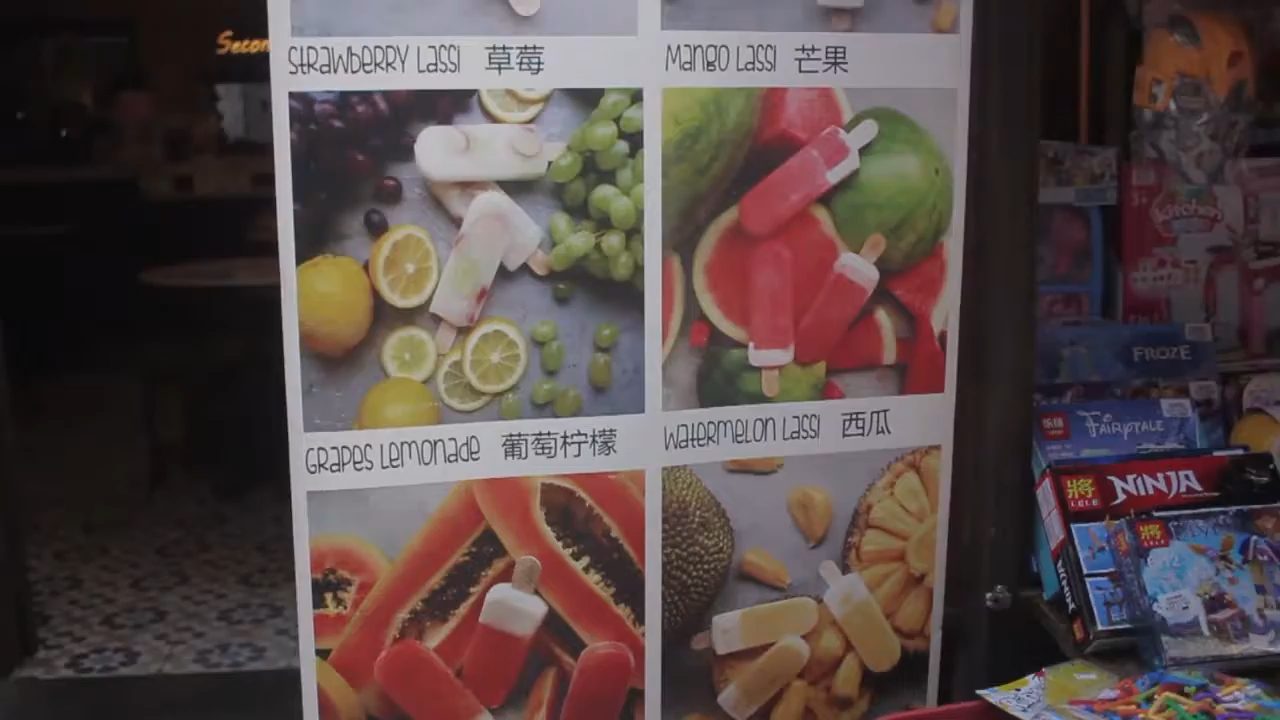 Secon
Strawberry Lassi 草莓
Mango Lassi 芒果
Grapes Lemonade 葡萄柠檬
Watermelon Lassi 西瓜
kitchen
FROZE
FAIRYTALE
將 LELE NINJA
將